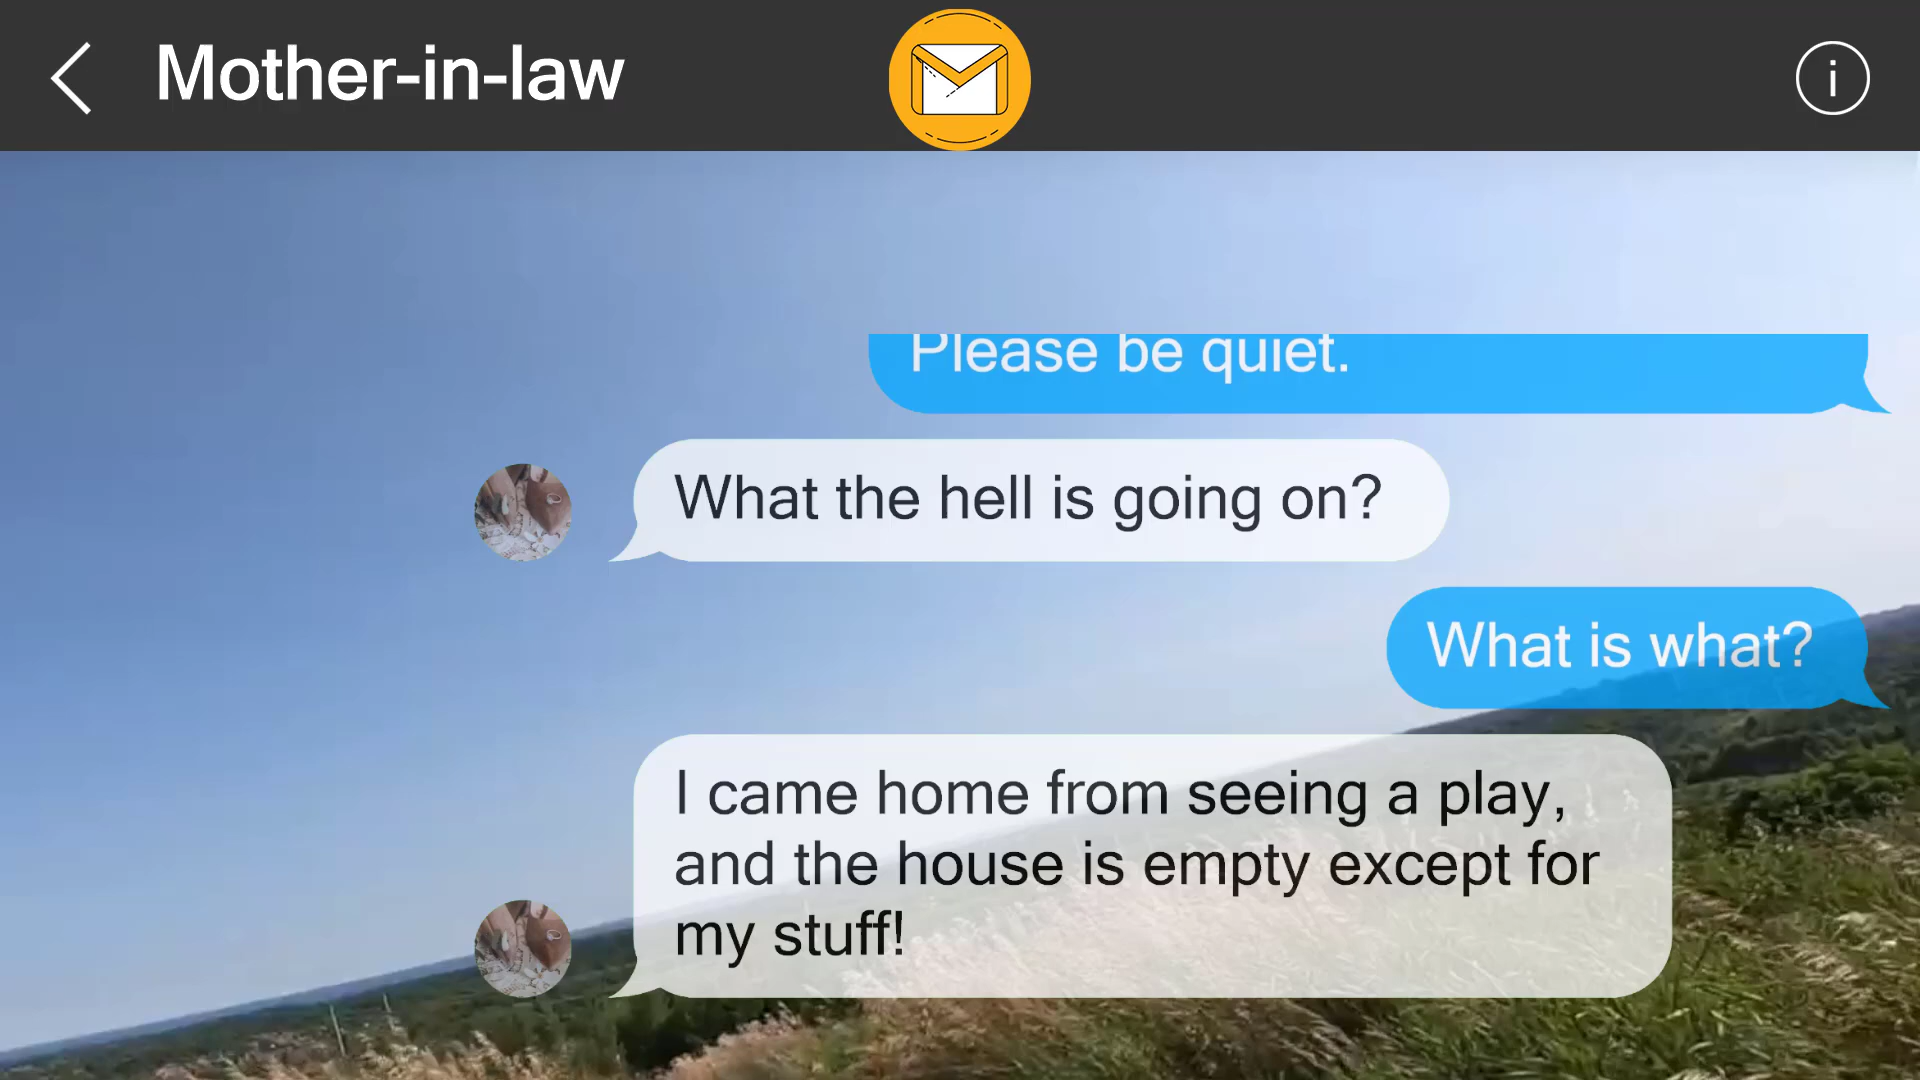 Mother-in-law
Please be quiet.
What the hell is going on?
What is what?
I came home from seeing a play,
and the house is empty except for
my stuff!